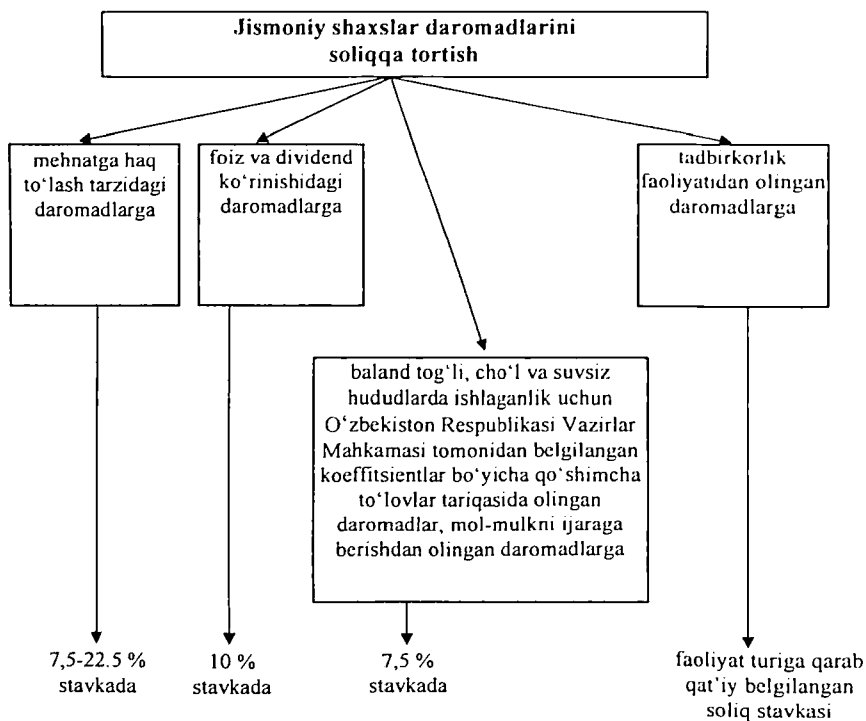 Jismoniy shaxslar daromadlarini
soliqqa tortish
mehnatga haq
to‘lash tarzidagi
daromadlarga
foiz va dividend
ko‘rinishidagi
daromadlarga
tadbirkorlik
faoliyatidan olingan
daromadlarga
baland tog‘li, cho‘l va suvsiz
hududlarda ishlaganlik uchun
O‘zbekiston Respublikasi Vazirlar
Mahkamasi tomonidan belgilangan
koeffitsientlar bo‘yicha qo‘shimcha
to‘lovlar tariqasida olingan
daromadlar, mol-mulkni ijaraga
berishdan olingan daromadlarga
7,5-22.5 %
stavkada
10 %
stavkada
7,5 %
stavkada
faoliyat turiga qarab
qat’iy belgilangan
soliq stavkasi